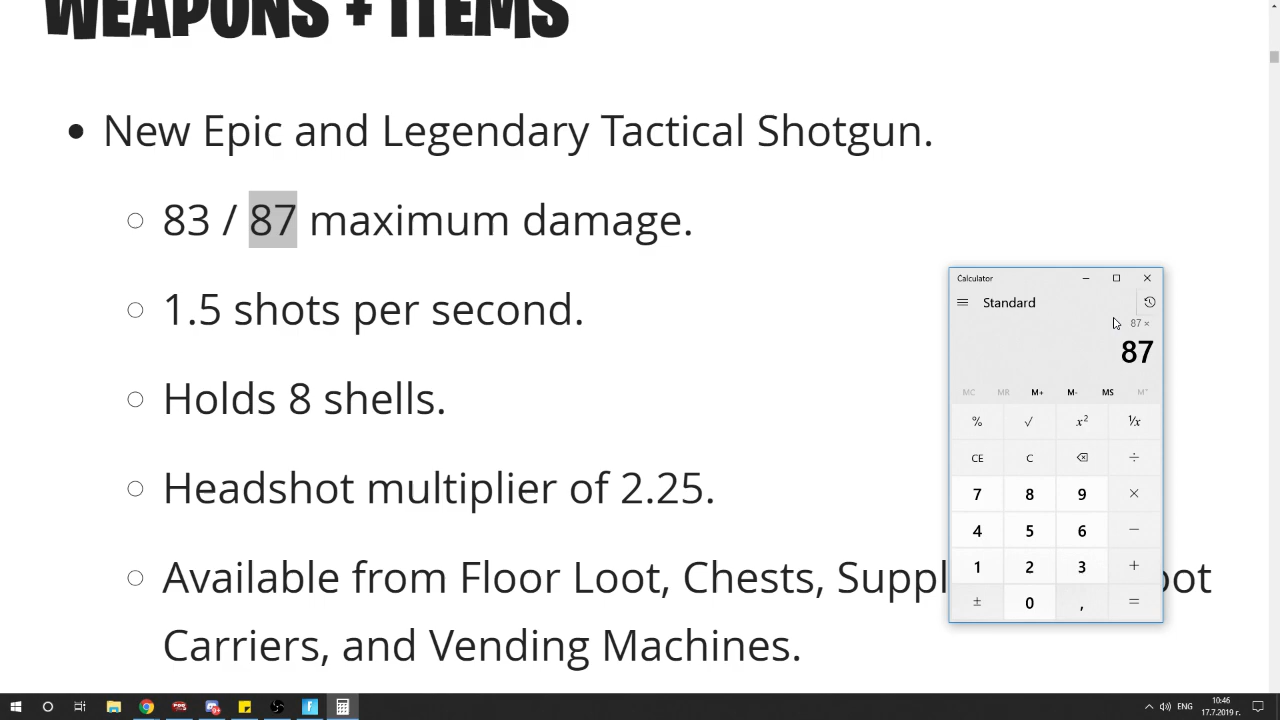 WEAPONS + ITEMS
New Epic and Legendary Tactical Shotgun.
83 / 87 maximum damage.
1.5 shots per second.
Holds 8 shells.
Headshot multiplier of 2.25.
Available from Floor Loot, Chests, Suppl oot
Carriers, and Vending Machines.
Calculator
Standard
87 ×
87
MC MR M+ M- MS M˅
% √ x² ¹/x
CE C ÷
7 8 9 ×
4 5 6 −
1 2 3 +
± 0 , =
ENG
10:46
17.7.2019 г.